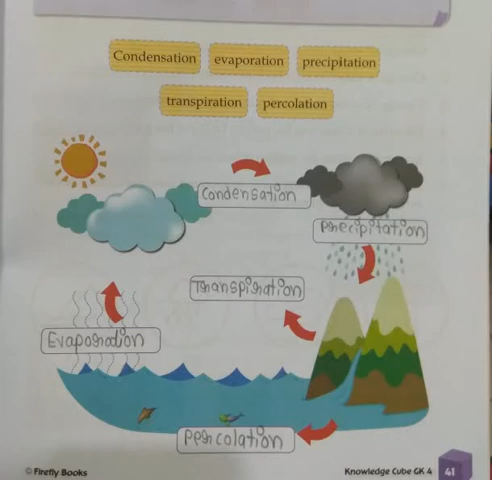 Condensation evaporation precipitation
transpiration percolation
Condensation
Precipitation
Transpiration
Evaporation
Percolation
© Firefly Books Knowledge Cube GK 4 41